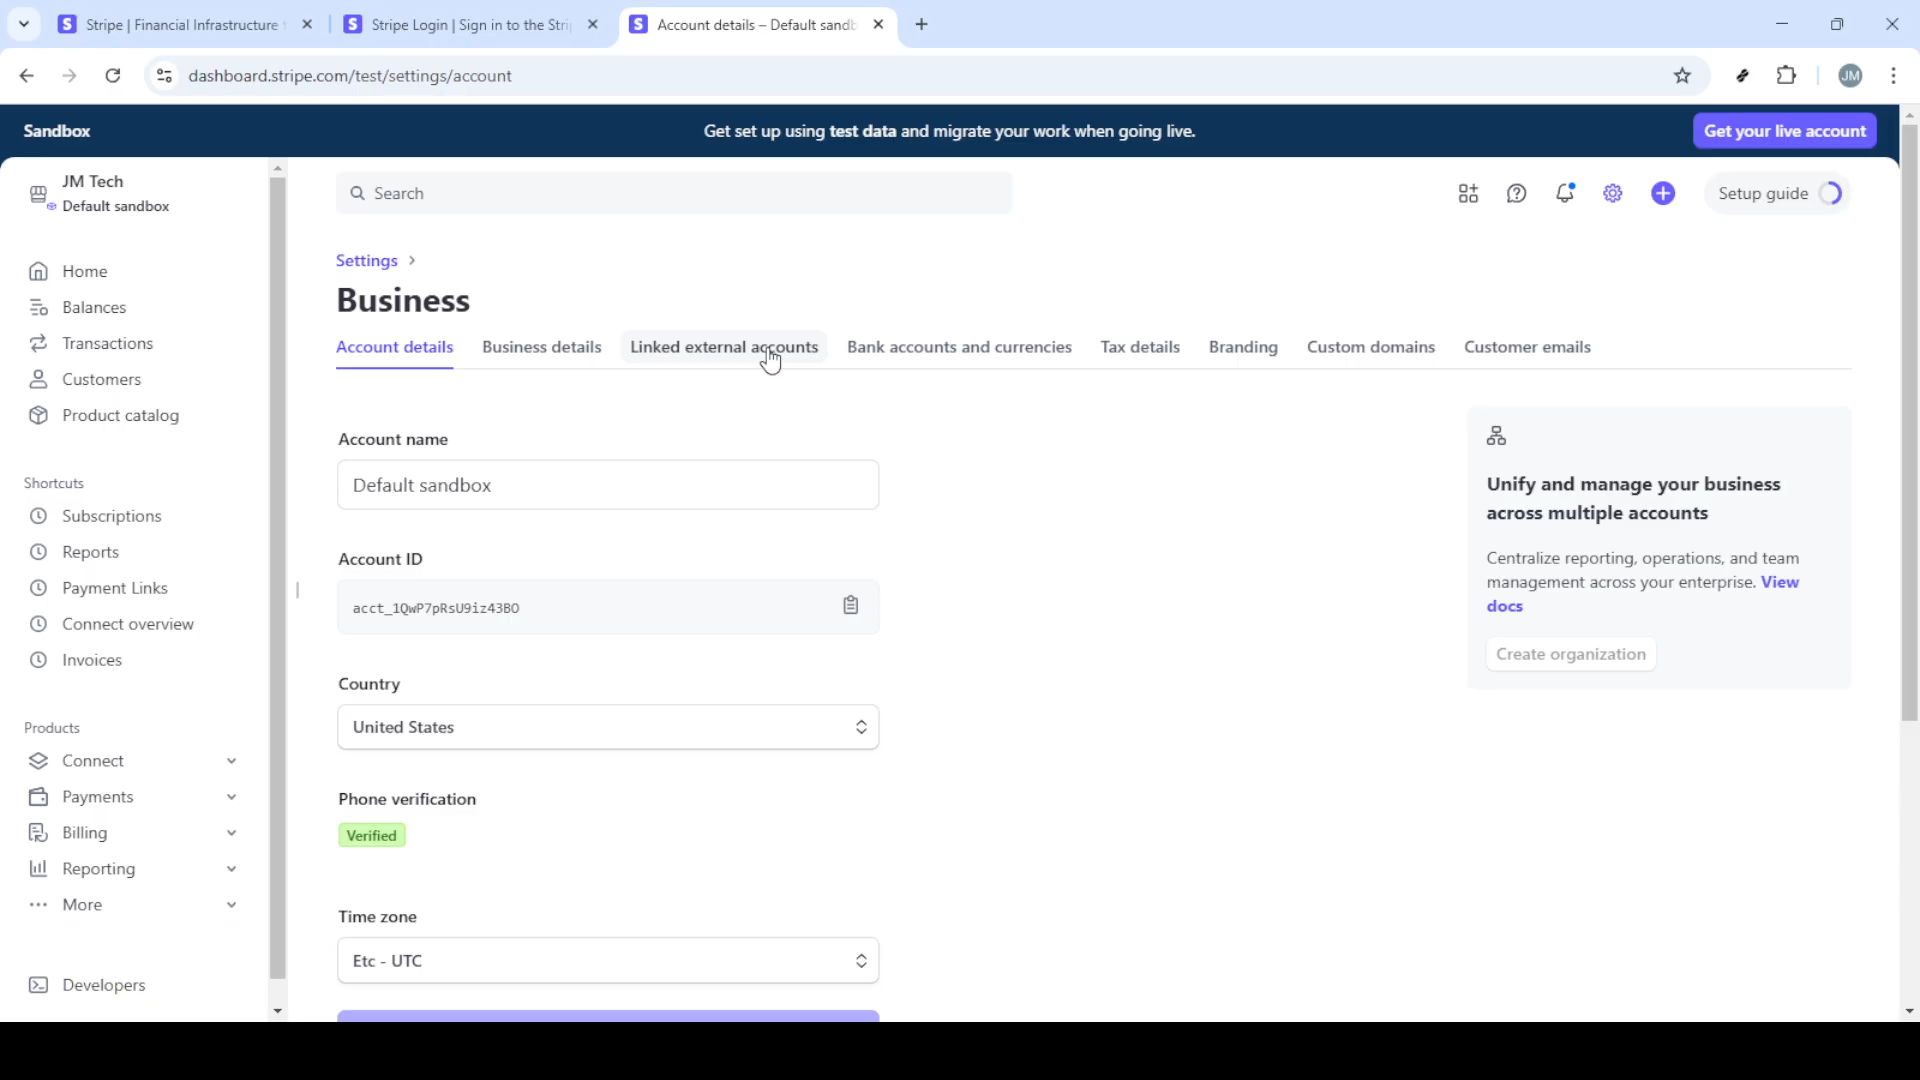 Stripe | Financial Infrastructure
Stripe Login | Sign in to the Stri
Account details – Default sandb
dashboard.stripe.com/test/settings/account
JM
Sandbox
Get set up using test data and migrate your work when going live.
Get your live account
JM Tech
Default sandbox
Search
Setup guide
Home
Balances
Transactions
Customers
Product catalog
Shortcuts
Subscriptions
Reports
Payment Links
Connect overview
Invoices
Products
Connect
Payments
Billing
Reporting
More
Developers
Settings
Business
Account details
Business details
Linked external accounts
Bank accounts and currencies
Tax details
Branding
Custom domains
Customer emails
Account name
Default sandbox
Account ID
acct_1QwP7pRsU9iz43BO
Country
United States
Phone verification
Verified
Time zone
Etc - UTC
Unify and manage your business
across multiple accounts
Centralize reporting, operations, and team
management across your enterprise. View
docs
Create organization